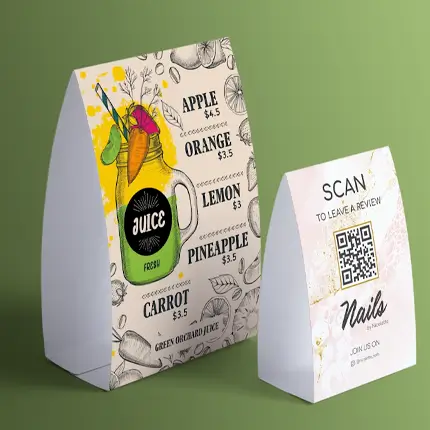 APPLE
$4.5
ORANGE
$3.5
LEMON
$3
PINEAPPLE
$3.5
CARROT
$3.5
JUICE
FRESH
GREEN ORCHARD JUICE
SCAN
TO LEAVE A REVIEW
Nails
JOIN US ON